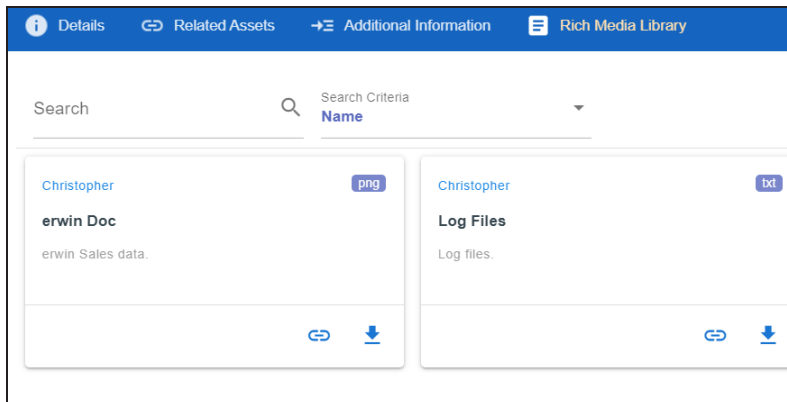 Details Related Assets Additional Information Rich Media Library
Search
Search Criteria
Name
Christopher png
erwin Doc
erwin Sales data.
Christopher txt
Log Files
Log files.